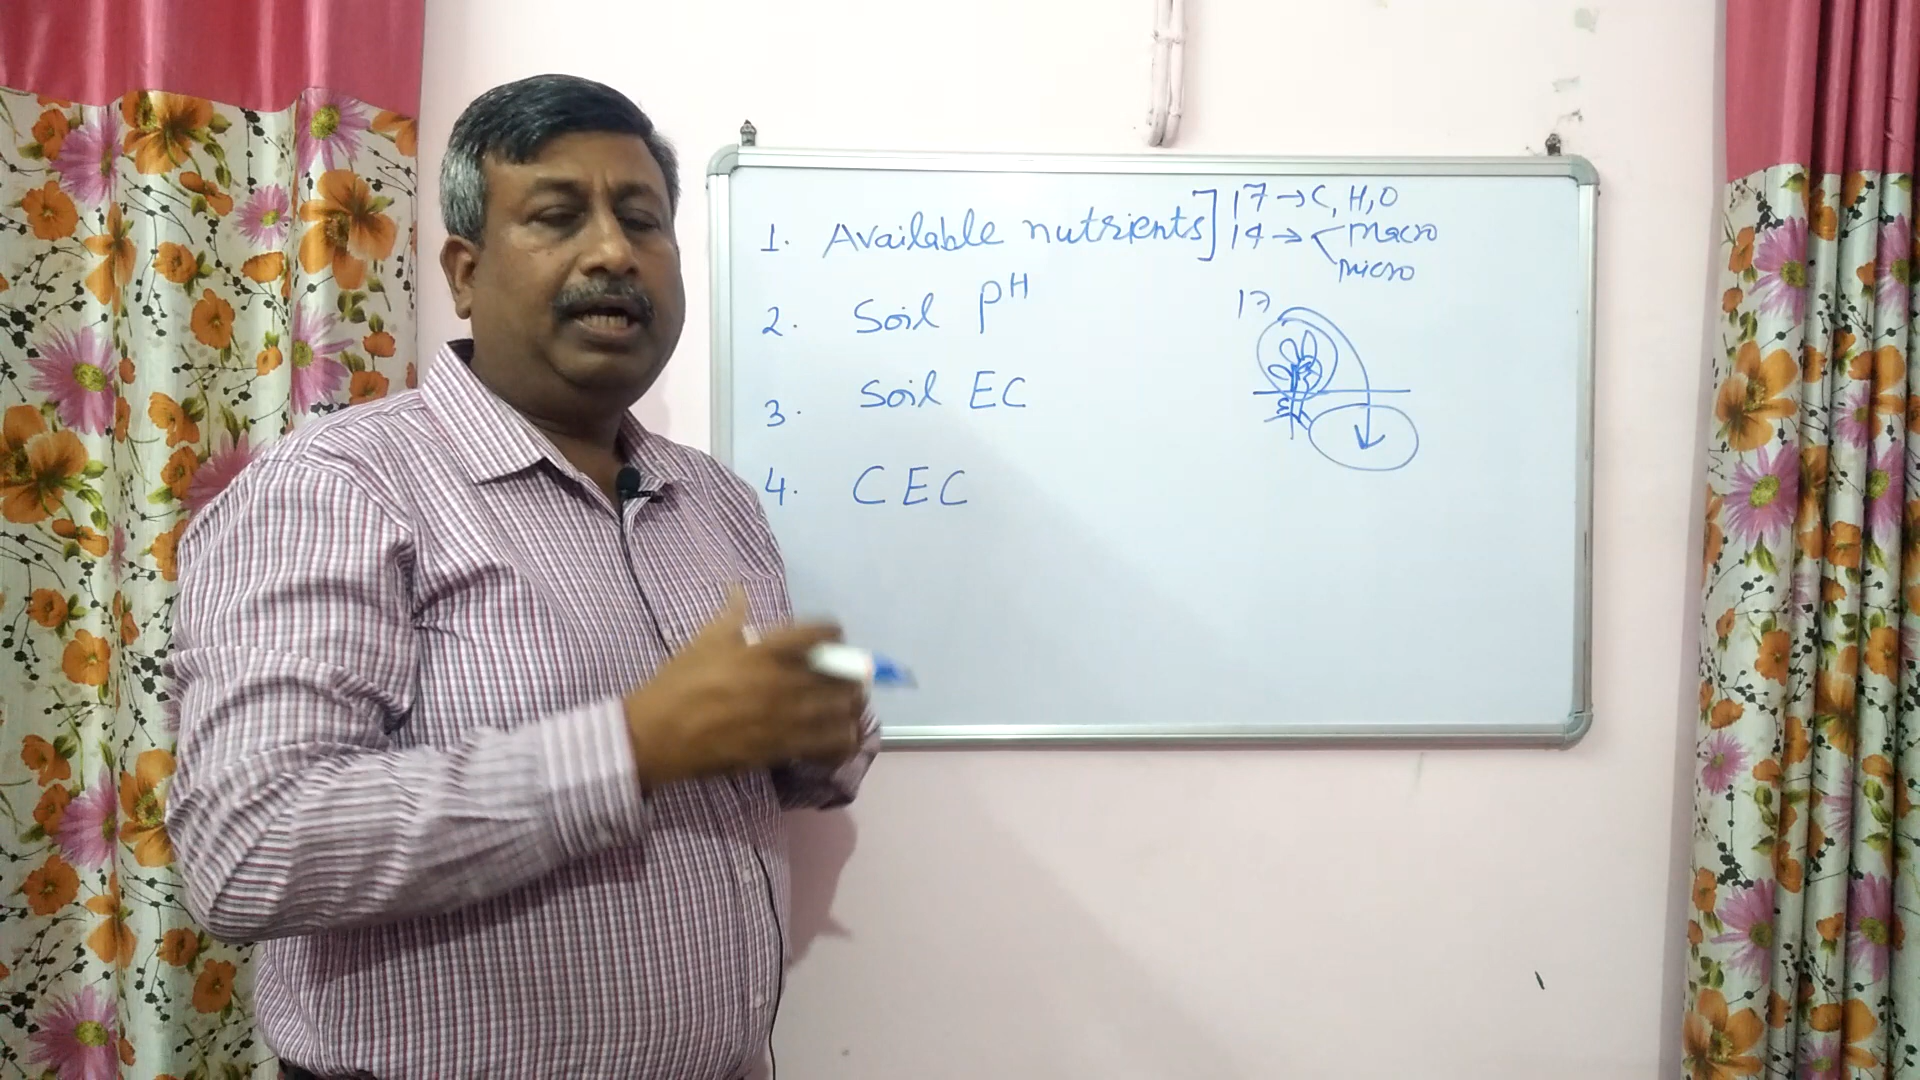 1. Available nutrients] 17 → C, H, O
14 → Macro
micro
2. Soil PH
17
3. Soil EC
4. CEC